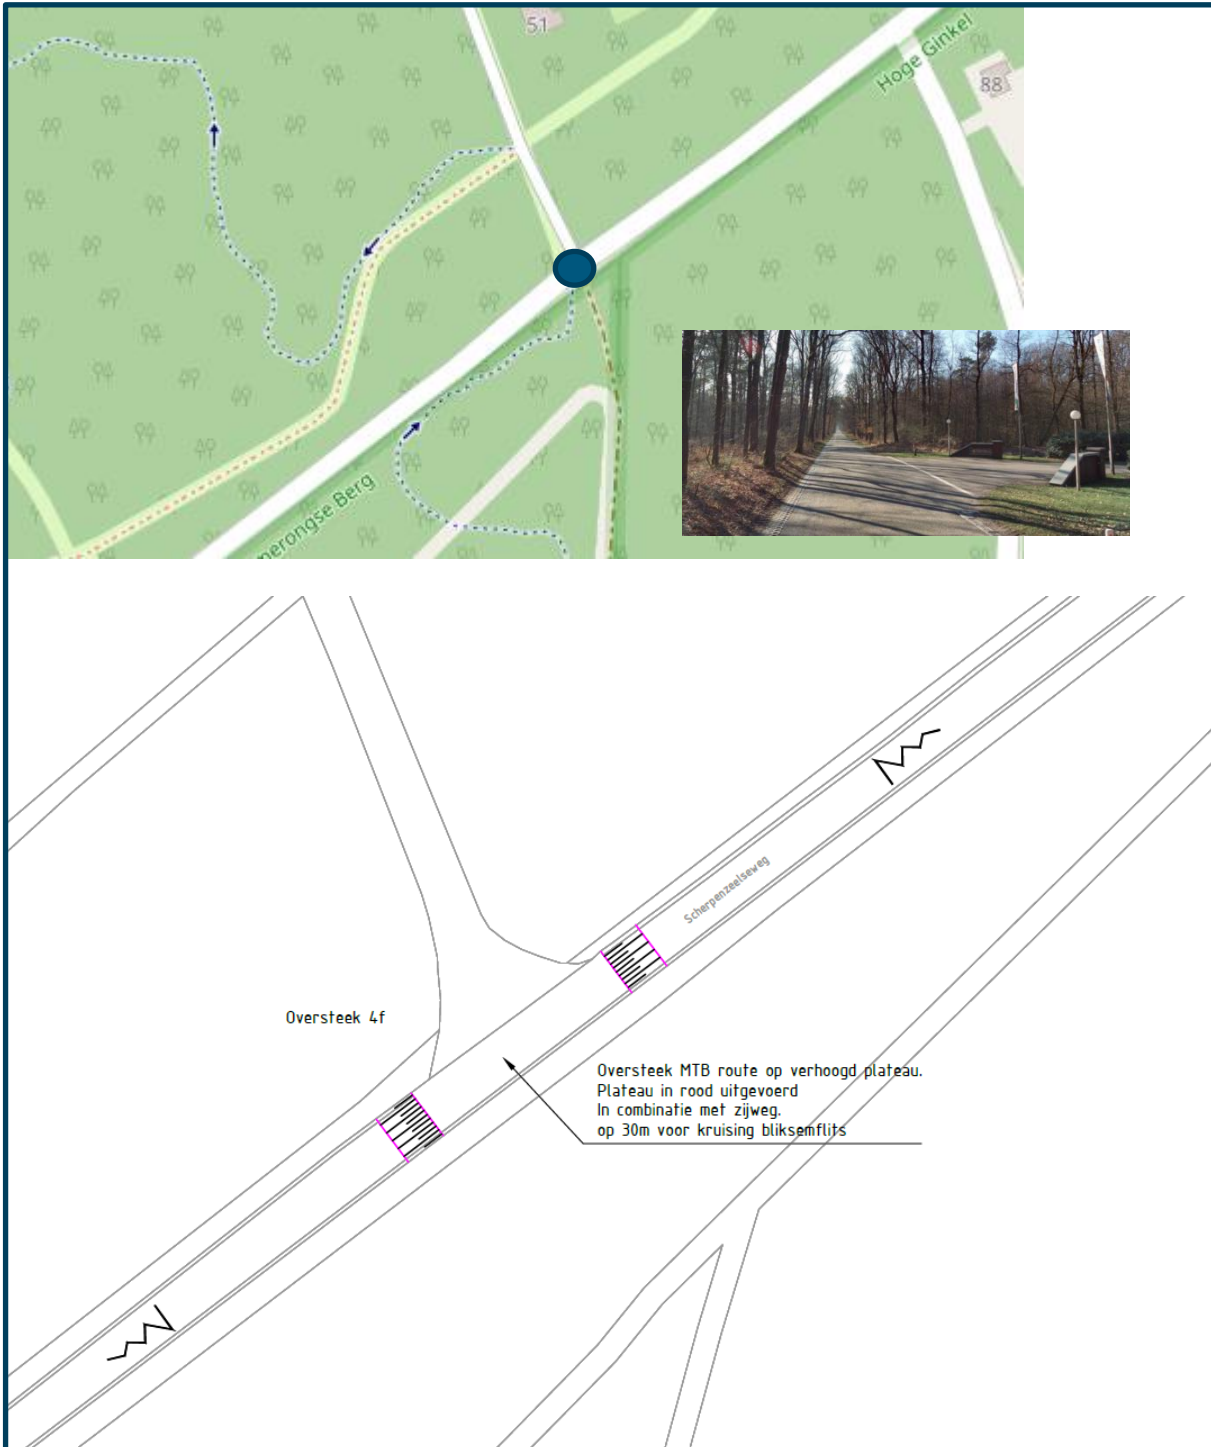 51
Hoge Ginkel
88
merongse Berg
Scherpenzeelseweg
Oversteek 4f
Oversteek MTB route op verhoogd plateau.
Plateau in rood uitgevoerd
In combinatie met zijweg.
op 30m voor kruising bliksemflits